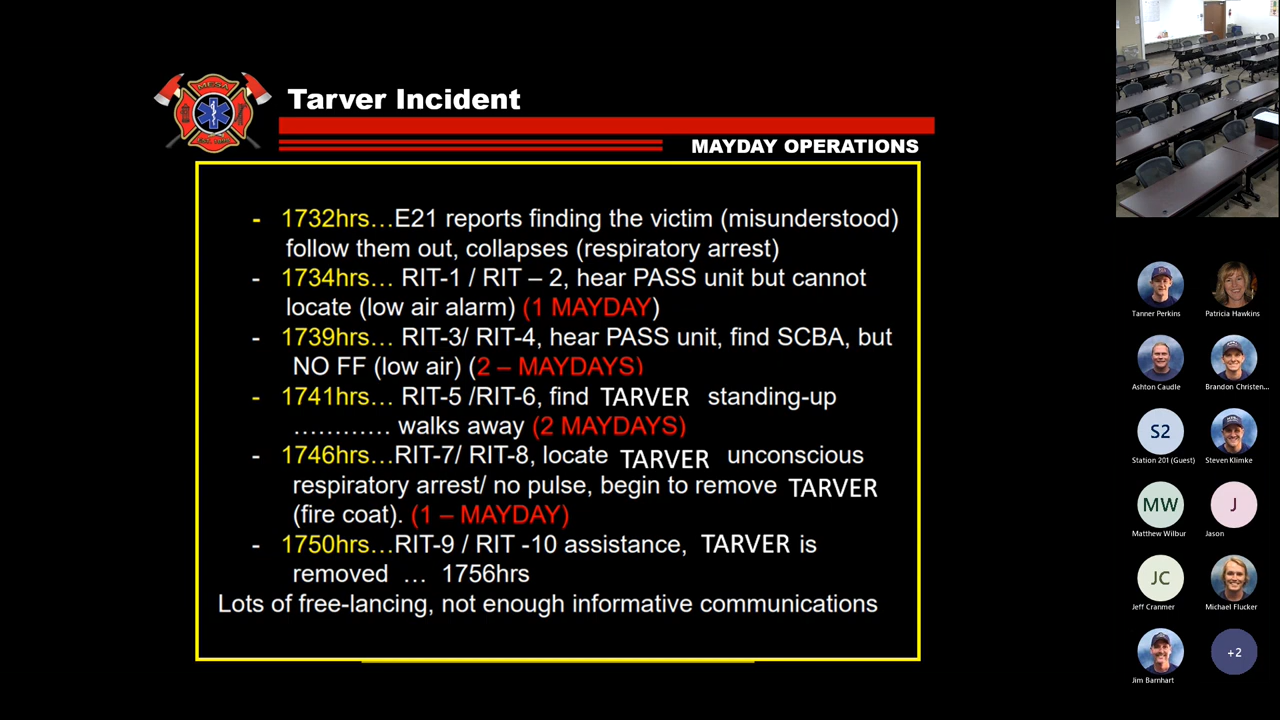 Tarver Incident
MAYDAY OPERATIONS
- 1732hrs…E21 reports finding the victim (misunderstood)
follow them out, collapses (respiratory arrest)
- 1734hrs… RIT-1 / RIT – 2, hear PASS unit but cannot
locate (low air alarm) (1 MAYDAY)
- 1739hrs… RIT-3/ RIT-4, hear PASS unit, find SCBA, but
NO FF (low air) (2 – MAYDAYS)
- 1741hrs… RIT-5 /RIT-6, find TARVER standing-up
………… walks away (2 MAYDAYS)
- 1746hrs…RIT-7/ RIT-8, locate TARVER unconscious
respiratory arrest/ no pulse, begin to remove TARVER
(fire coat). (1 – MAYDAY)
- 1750hrs…RIT-9 / RIT -10 assistance, TARVER is
removed … 1756hrs
Lots of free-lancing, not enough informative communications
MESA
Tanner Perkins
Patricia Hawkins
Ashton Caudle
Brandon Christen...
S2
Station 201 (Guest)
Steven Klimke
MW
Matthew Wilbur
J
Jason
JC
Jeff Cranmer
Michael Flucker
Jim Barnhart
+2